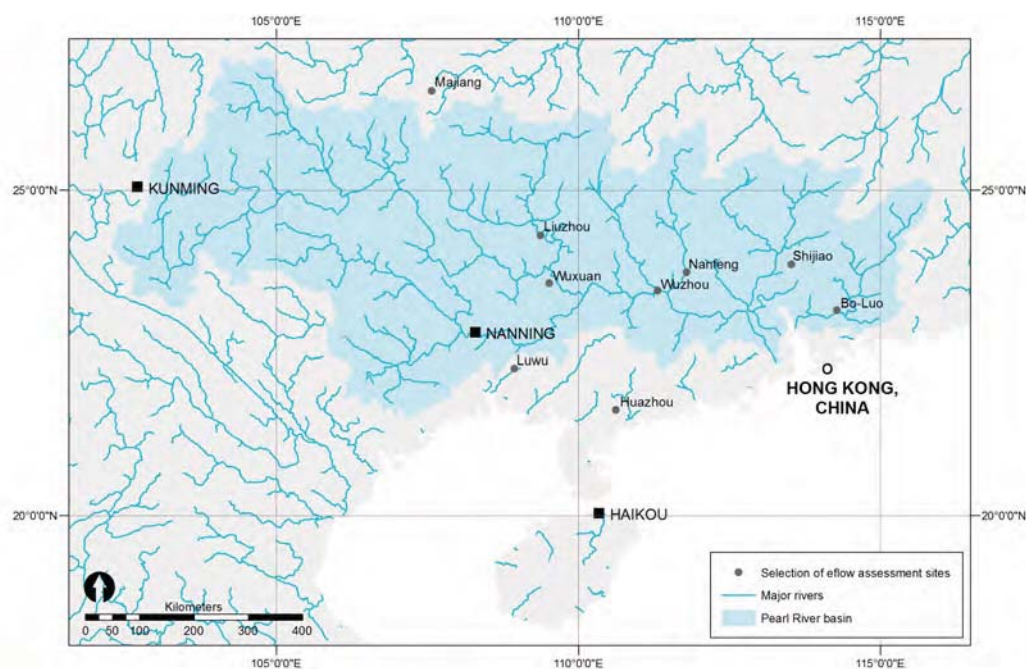 105°0'0"E
110°0'0"E
115°0'0"E
Majiang
25°0'0"N
25°0'0"N
KUNMING
Liuzhou
Nanfeng
Shijiao
Wuxuan
Wuzhou
Bo-Luo
NANNING
Luwu
HONG KONG,
CHINA
Huazhou
20°0'0"N
HAIKOU
20°0'0"N
Selection of eflow assessment sites
Major rivers
Pearl River basin
Kilometers
0 50 100 200 300 400
105°0'0"E
110°0'0"E
115°0'0"E